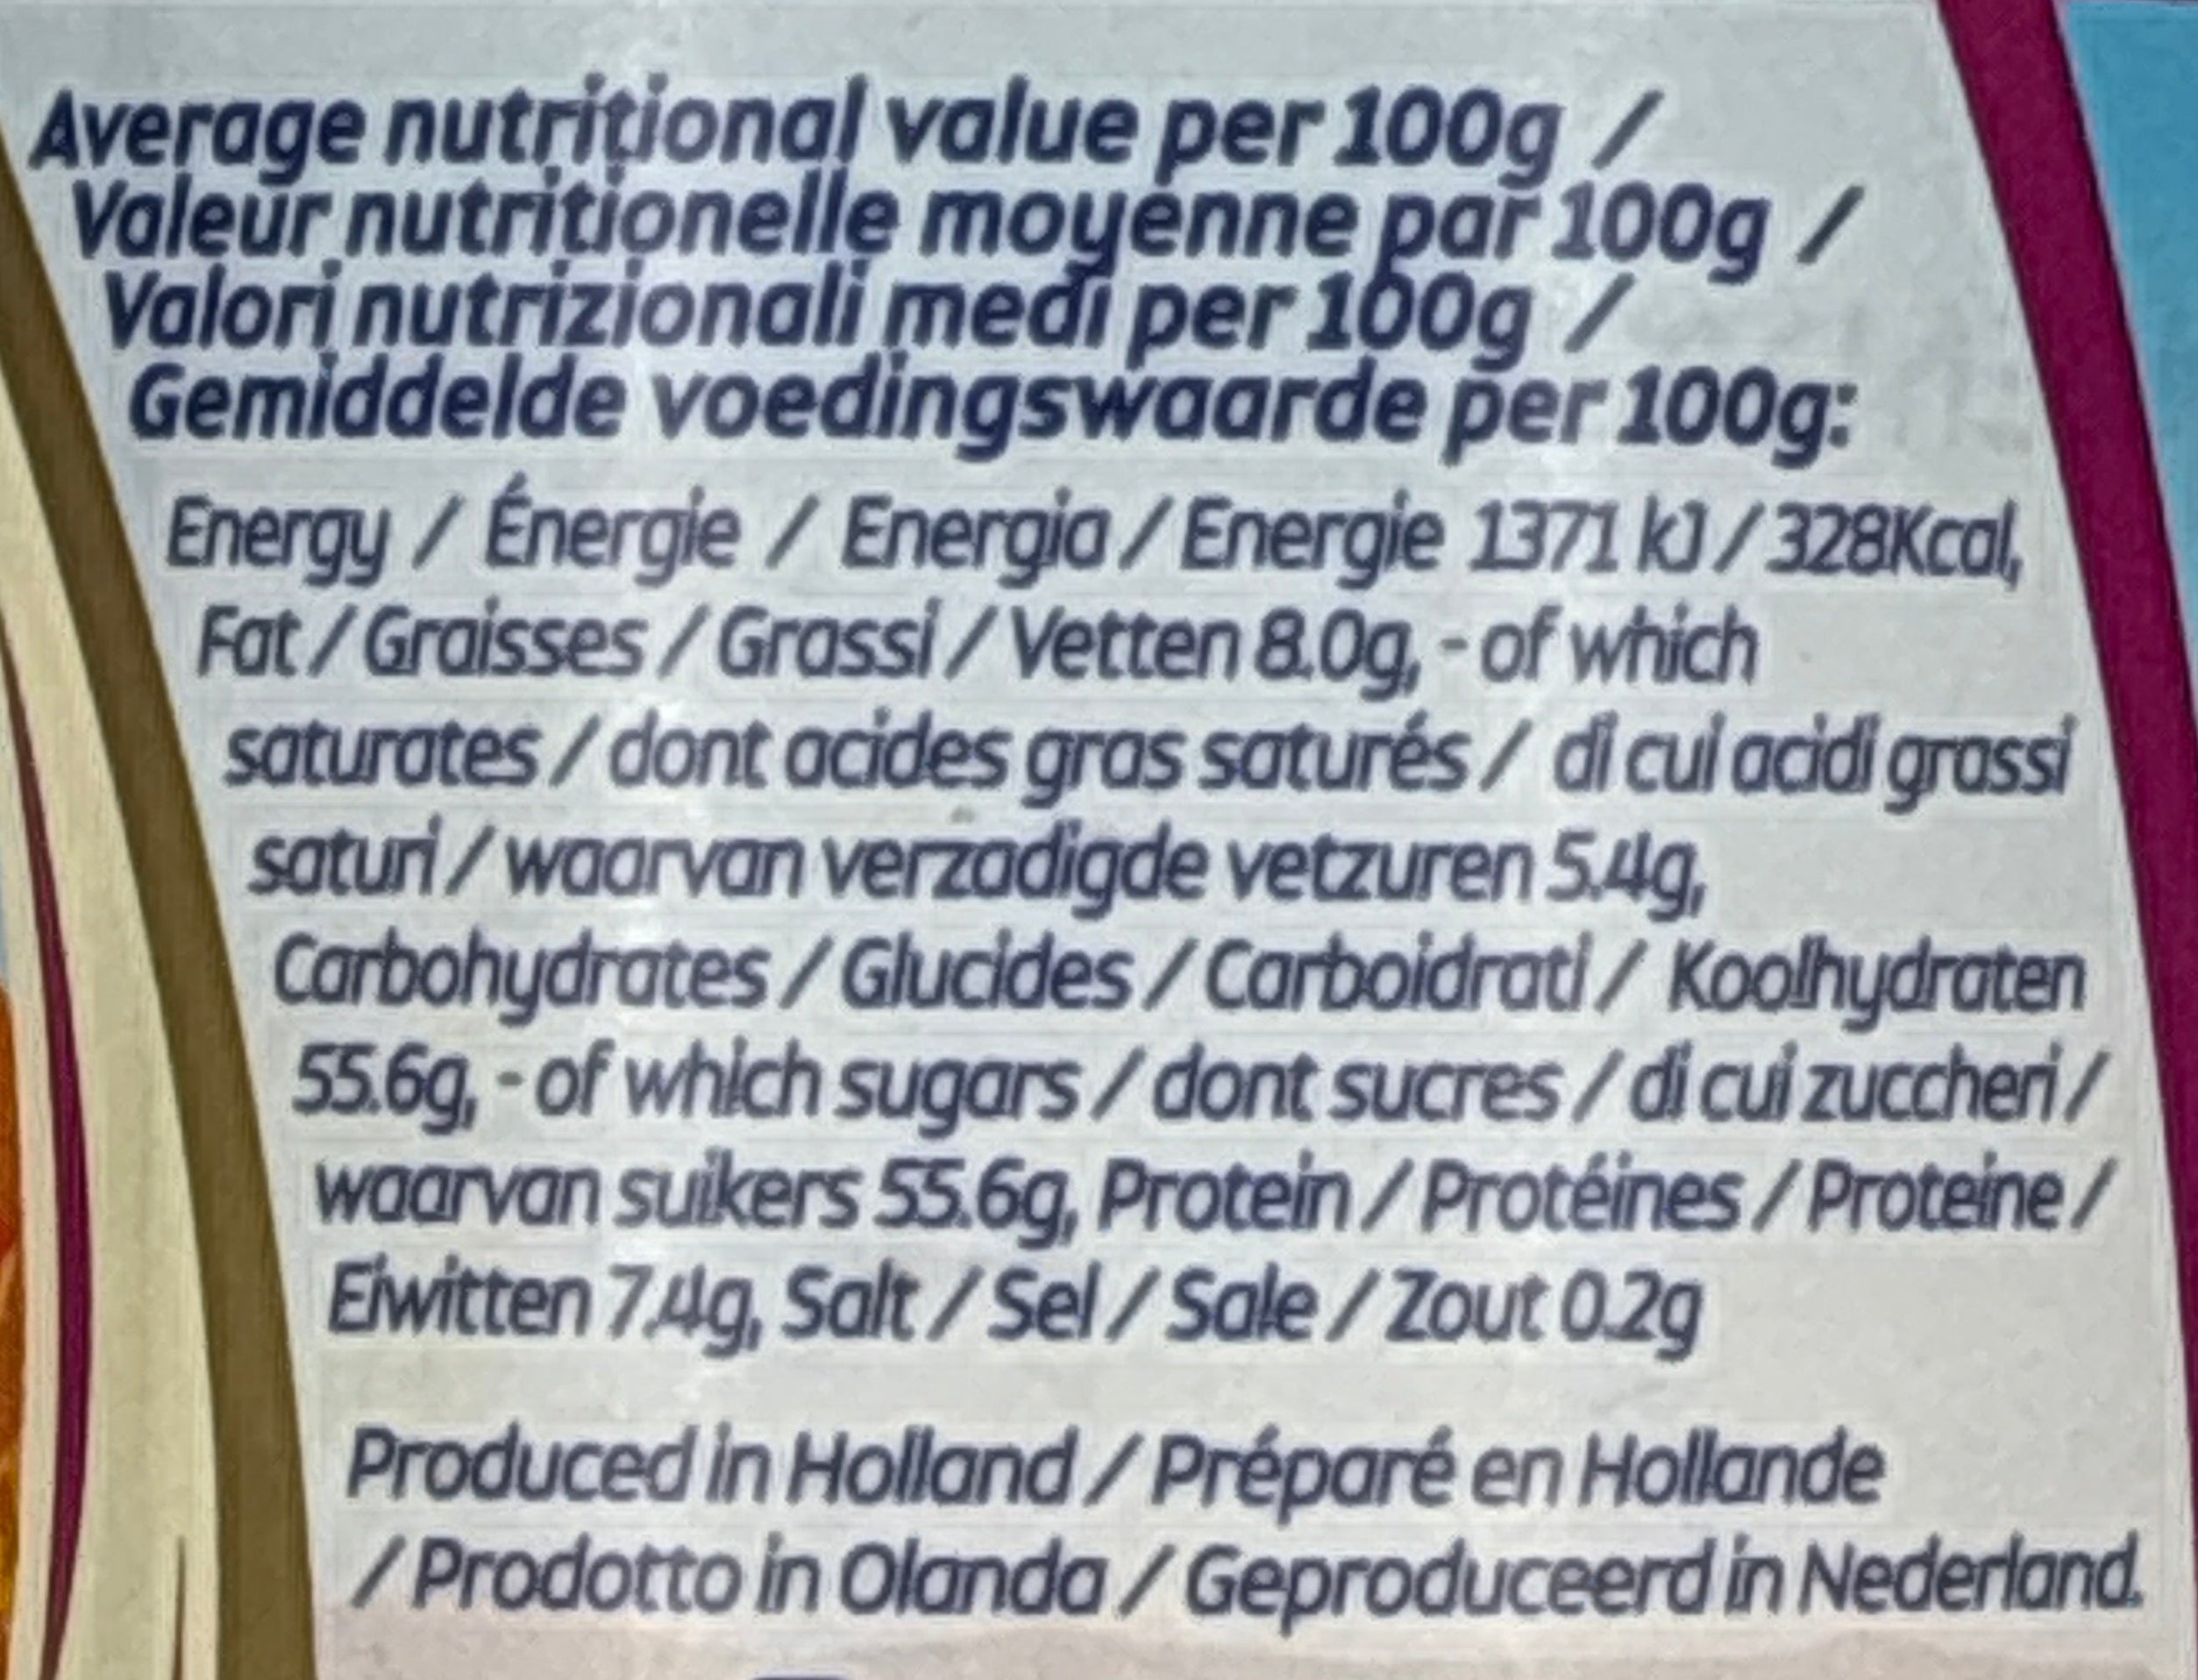 Average nutritional value per 100g /
Valeur nutritionelle moyenne par 100g /
Valori nutrizionali medi per 100g /
Gemiddelde voedingswaarde per 100g:
Energy / Énergie / Energia / Energie 1371 kJ / 328Kcal,
Fat / Graisses / Grassi / Vetten 8.0g, - of which
saturates / dont acides gras saturés / di cui acidi grassi
saturi / waarvan verzadigde vetzuren 5.4g,
Carbohydrates / Glucides / Carboidrati / Koolhydraten
55.6g, - of which sugars / dont sucres / di cui zuccheri /
waarvan suikers 55.6g, Protein / Protéines / Proteine /
Eiwitten 7.4g, Salt / Sel / Sale / Zout 0.2g
Produced in Holland / Préparé en Hollande
/ Prodotto in Olanda / Geproduceerd in Nederland.